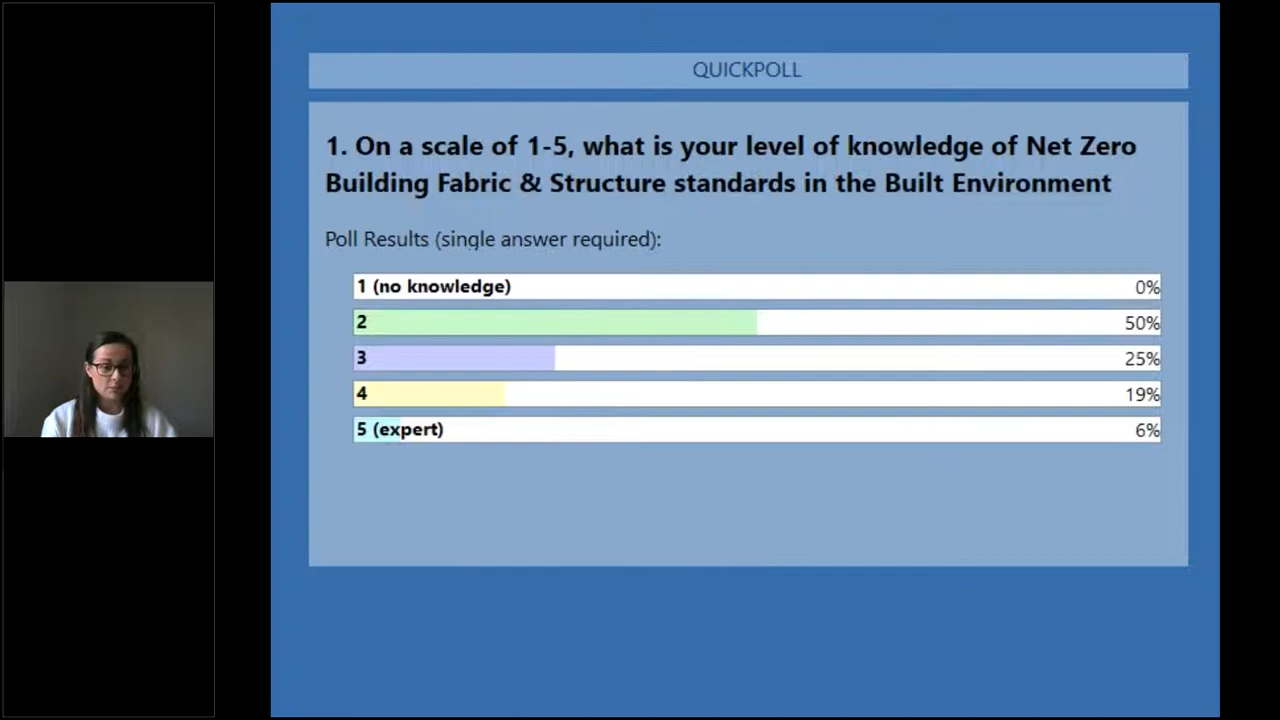 QUICKPOLL
1. On a scale of 1-5, what is your level of knowledge of Net Zero
Building Fabric & Structure standards in the Built Environment
Poll Results (single answer required):
1 (no knowledge) 0%
2 50%
3 25%
4 19%
5 (expert) 6%